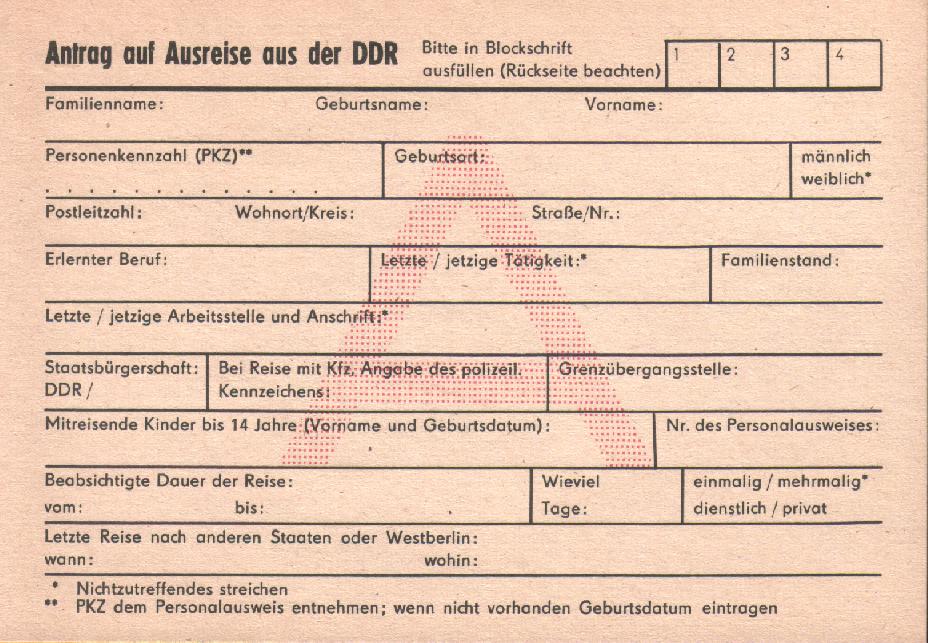 Antrag auf Ausreise aus der DDR Bitte in Blockschrift
ausfüllen (Rückseite beachten) 1 2 3 4
Familienname: Geburtsname: Vorname:
Personenkennzahl (PKZ)** Geburtsort: männlich
. . . . . . . . . . . . weiblich*
Postleitzahl: Wohnort/Kreis: Straße/Nr.:
Erlernter Beruf: Letzte / jetzige Tätigkeit:* Familienstand:
Letzte / jetzige Arbeitsstelle und Anschrift:*
Staatsbürgerschaft: Bei Reise mit Kfz. Angabe des polizeil. Grenzübergangsstelle:
DDR / Kennzeichens:
Mitreisende Kinder bis 14 Jahre (Vorname und Geburtsdatum): Nr. des Personalausweises:
Beabsichtigte Dauer der Reise: Wieviel einmalig / mehrmalig*
vom: bis: Tage: dienstlich / privat
Letzte Reise nach anderen Staaten oder Westberlin:
wann: wohin:
* Nichtzutreffendes streichen
** PKZ dem Personalausweis entnehmen; wenn nicht vorhanden Geburtsdatum eintragen
A